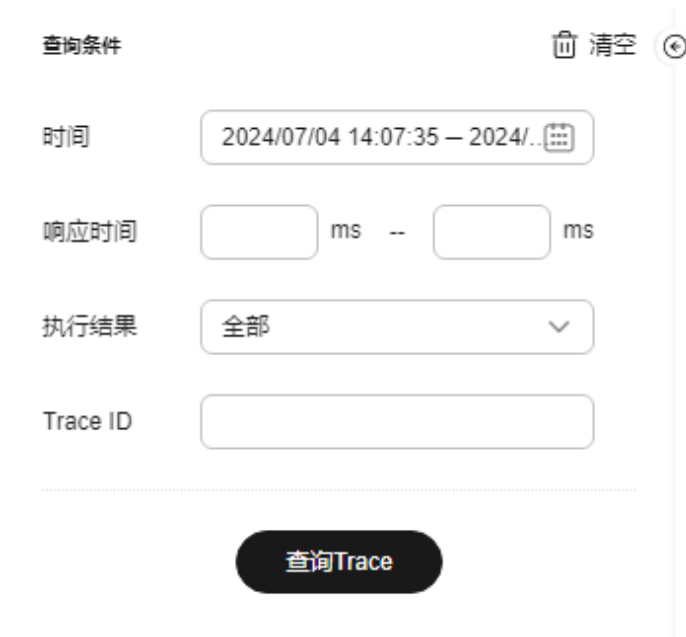 查询条件 清空
时间 2024/07/04 14:07:35 — 2024/...
响应时间 ms -- ms
执行结果 全部
Trace ID
查询Trace